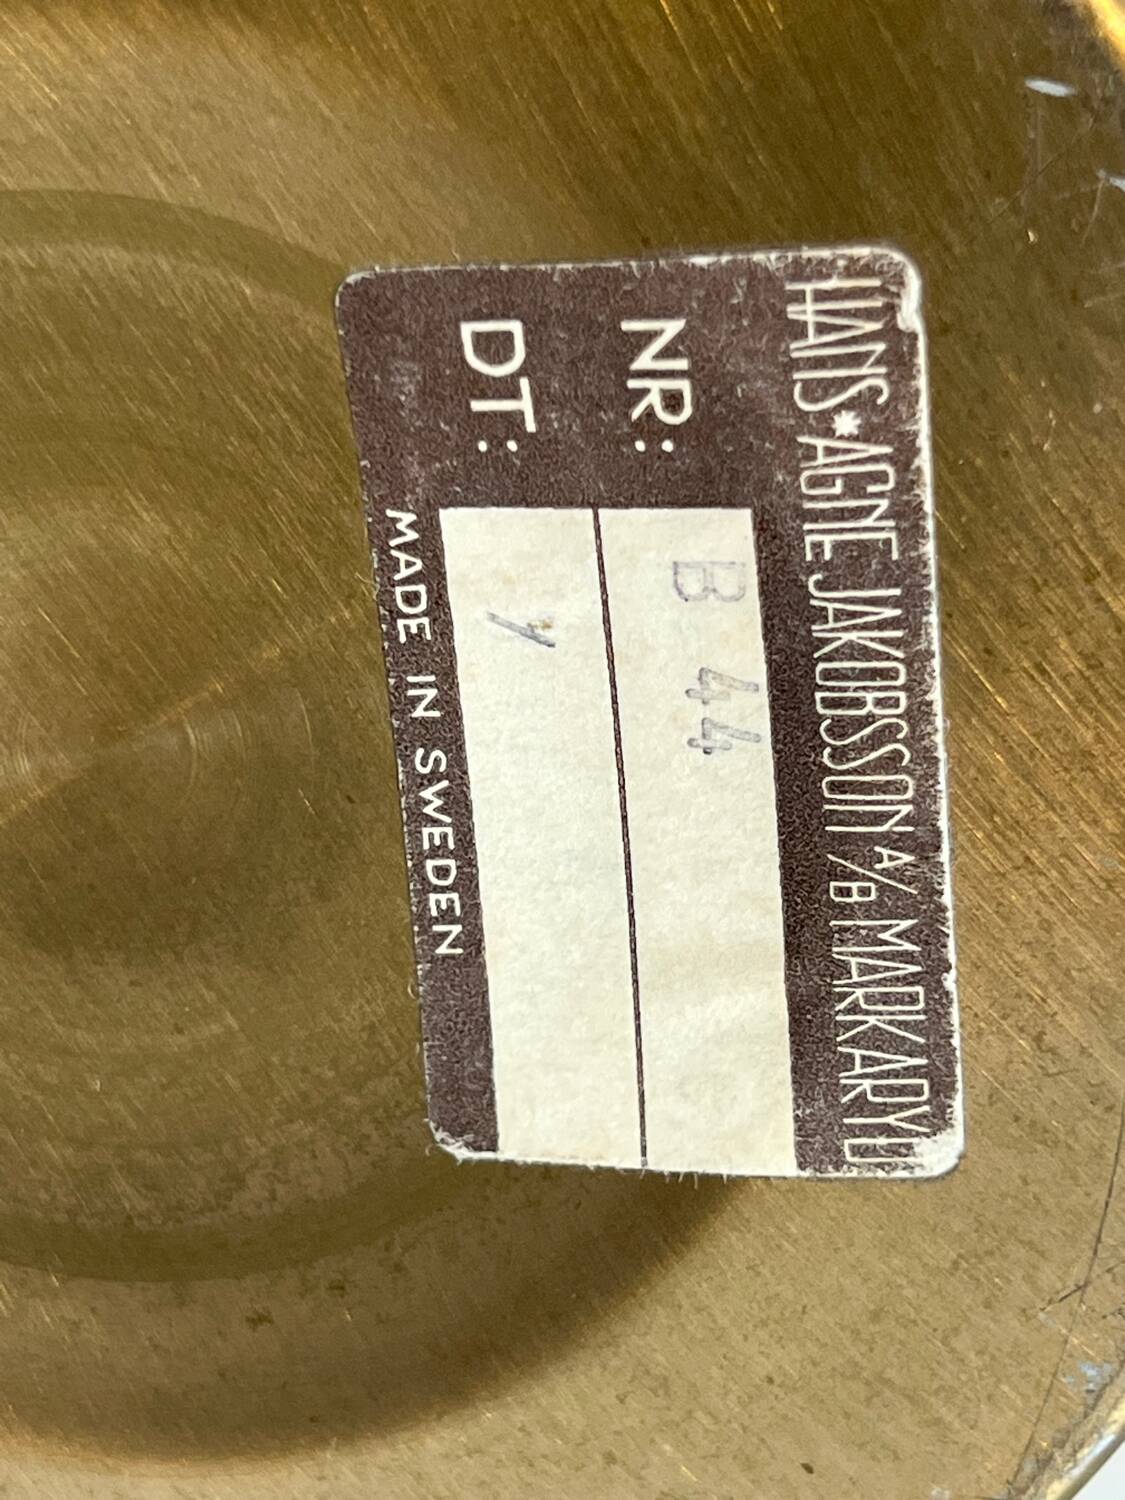 HANS * AGNE JAKOBSSON A/B MARKARYD
NR: B 44
DT:
MADE IN SWEDEN